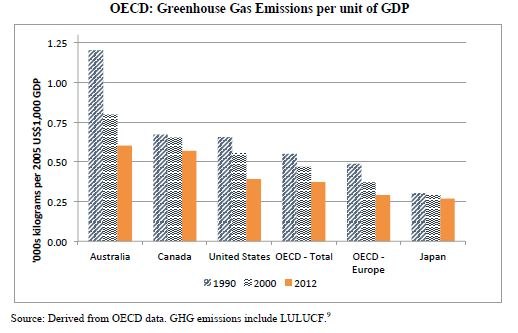 OECD: Greenhouse Gas Emissions per unit of GDP
'000s kilograms per 2005 US$1,000 GDP
1.25
1.00
0.75
0.50
0.25
0.00
Australia Canada United States OECD - Total OECD - Japan
Europe
1990 2000 2012
Source: Derived from OECD data. GHG emissions include LULUCF.9